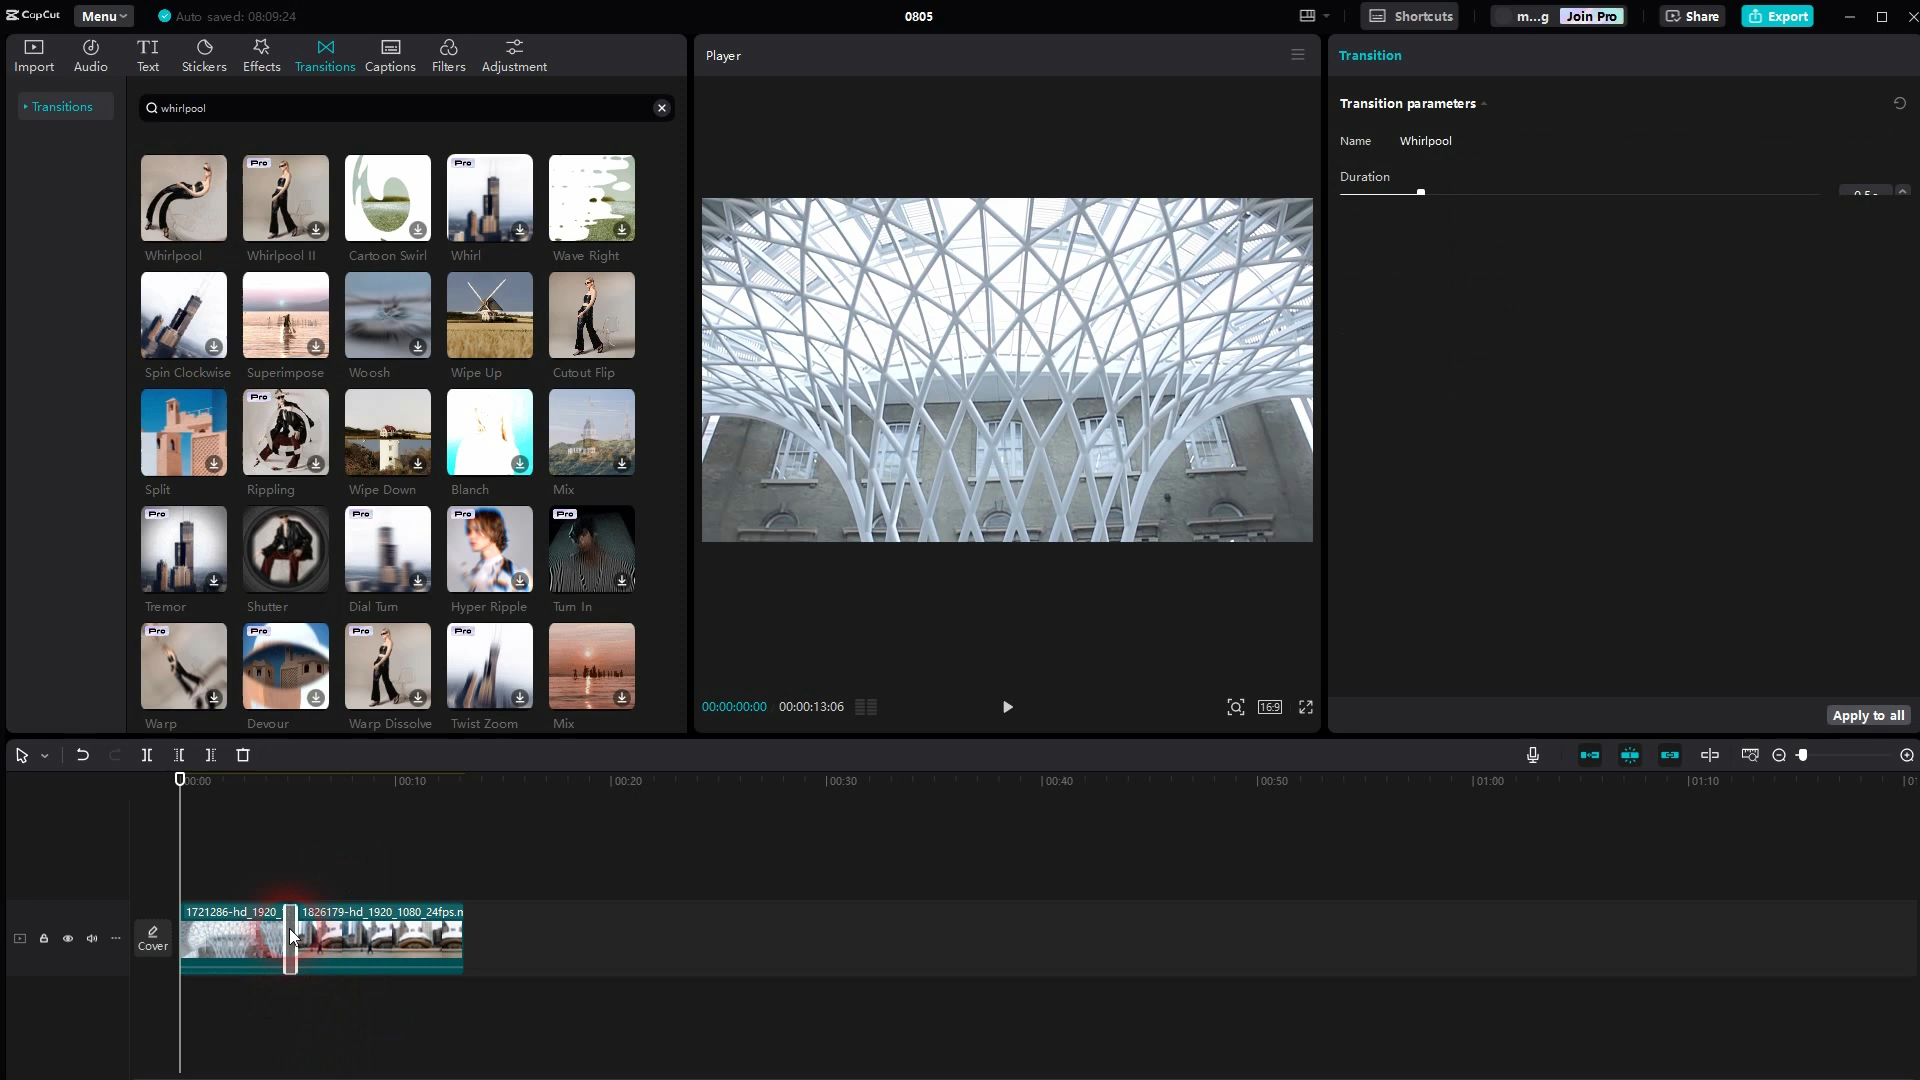 CapCut
Menu
Auto saved: 08:09:24
0805
Shortcuts
m...g
Join Pro
Share
Export
Import
Audio
Text
Stickers
Effects
Transitions
Captions
Filters
Adjustment
Transitions
whirlpool
Whirlpool
Pro
Whirlpool II
Cartoon Swirl
Pro
Whirl
Wave Right
Spin Clockwise
Superimpose
Woosh
Wipe Up
Cutout Flip
Split
Pro
Rippling
Wipe Down
Blanch
Mix
Pro
Tremor
Shutter
Pro
Dial Turn
Pro
Hyper Ripple
Pro
Turn In
Pro
Warp
Pro
Devour
Pro
Warp Dissolve
Pro
Twist Zoom
Mix
Player
00:00:00:00
00:00:13:06
16:9
Transition
Transition parameters
Name
Whirlpool
Duration
Apply to all
00:00
00:10
00:20
00:30
00:40
00:50
01:00
01:10
Cover
1721286-hd_1920_
1826179-hd_1920_1080_24fps.m